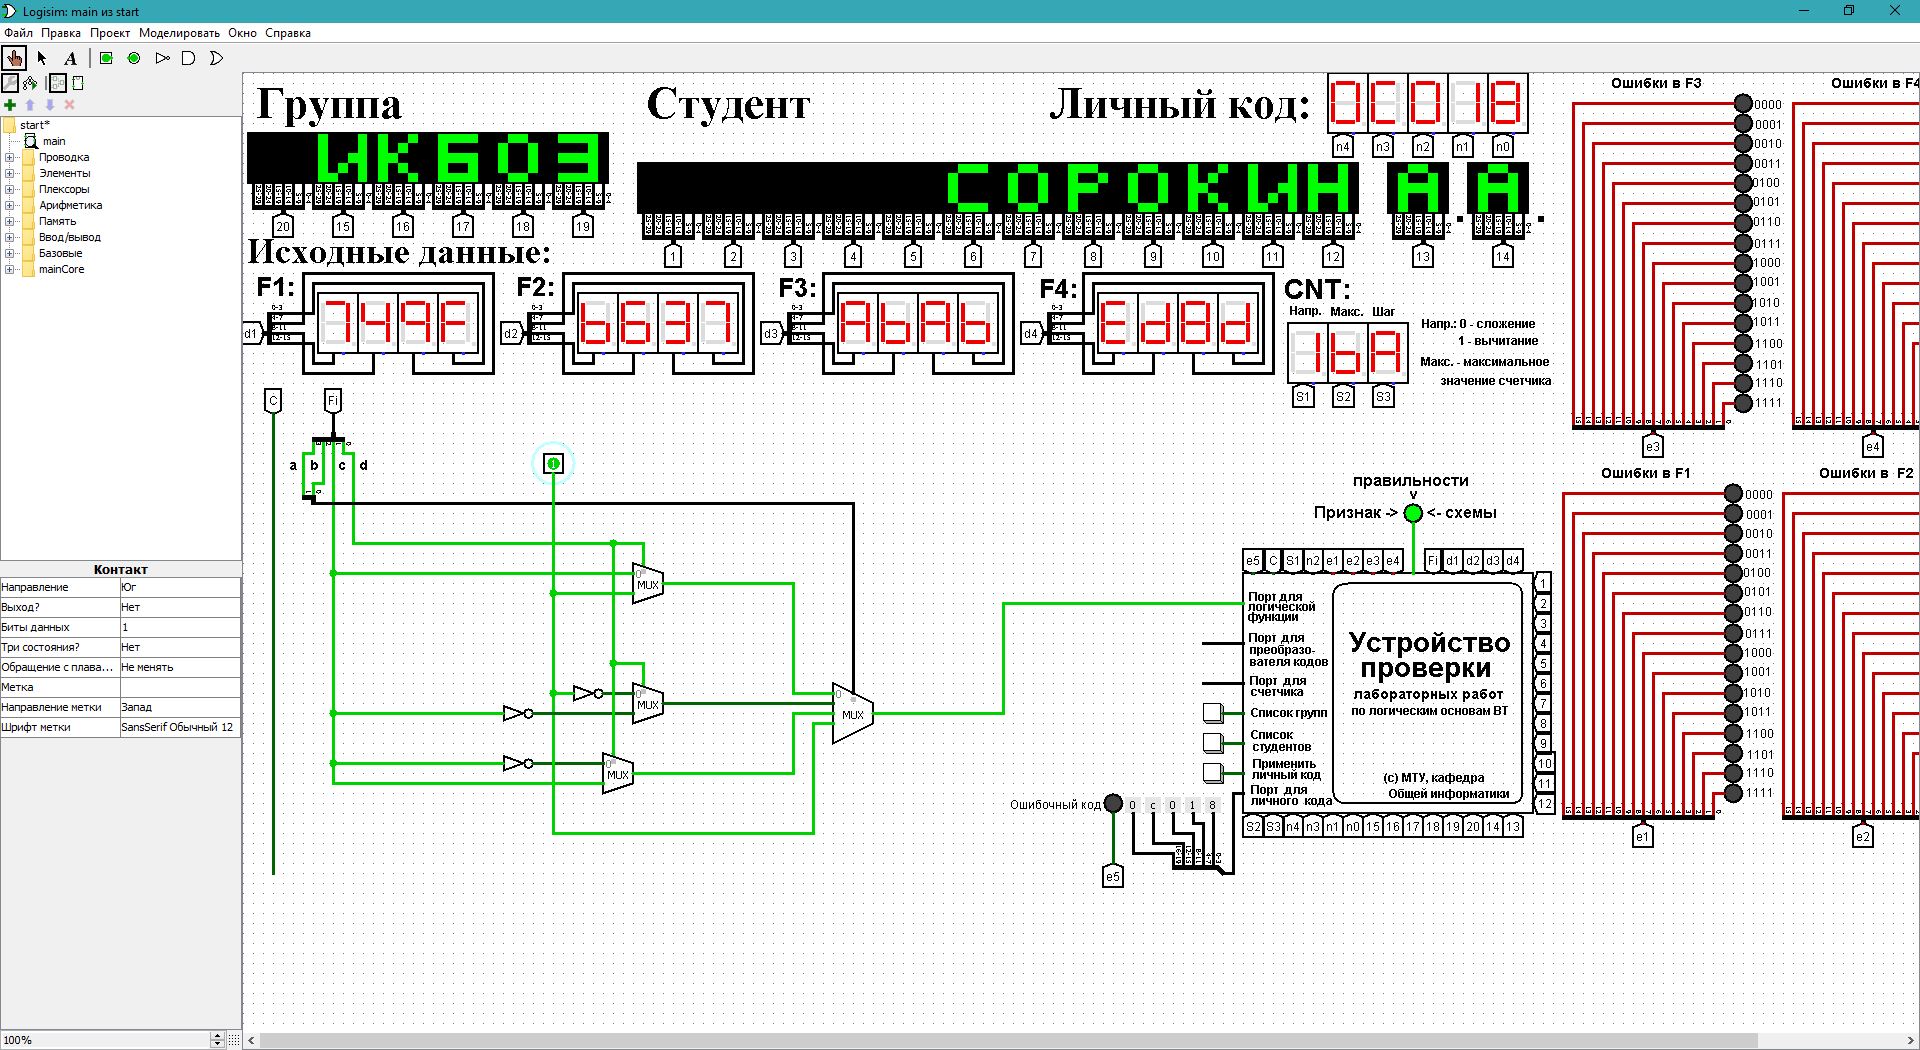 Logisim: main из start
Файл Правка Проект Моделировать Окно Справка
start*
main
Проводка
Элементы
Плексоры
Арифметика
Память
Ввод/вывод
Базовые
mainCore
Контакт
Направление Юг
Выход? Нет
Биты данных 1
Три состояния? Нет
Обращение с плава... Не менять
Метка
Направление метки Запад
Шрифт метки SansSerif Обычный 12
100%
Группа Студент Личный код: 0C018
n4 n3 n2 n1 n0
ИКБОЗ
20 15 16 17 18 19
СОРОКИН А . А .
1 2 3 4 5 6 7 8 9 10 11 12 13 14
Исходные данные:
F1: F2: F3: F4: CNT:
Напр. Макс. Шаг
d1 749F d2 6637 d3 d4 1bA
S1 S2 S3
Напр.: 0 - сложение
1 - вычитание
Макс. - максимальное
значение счетчика
C Fi
a b c d
MUX
MUX
MUX
MUX
правильности
v
Признак -> <- схемы
e5 C S1 n2 e1 e2 e3 e4 Fi d1 d2 d3 d4
Порт для
логической
функции
Порт для
преобразо-
вателя кодов
Порт для
счетчика
Список групп
Список
студентов
Применить
личный код
Порт для
личного кода
Устройство
проверки
лабораторных работ
по логическим основам ВТ
(с) МТУ, кафедра
Общей информатики
1
2
3
4
5
6
7
8
9
10
11
12
S2 S3 n4 n3 n1 n0 15 16 17 18 19 20 14 13
Ошибочный код 0 c 0 1 8
e5
Ошибки в F3 Ошибки в F4
0000
0001
0010
0011
0100
0101
0110
0111
1000
1001
1010
1011
1100
1101
1110
1111
e3 e4
Ошибки в F1 Ошибки в F2
0000
0001
0010
0011
0100
0101
0110
0111
1000
1001
1010
1011
1100
1101
1110
1111
e1 e2